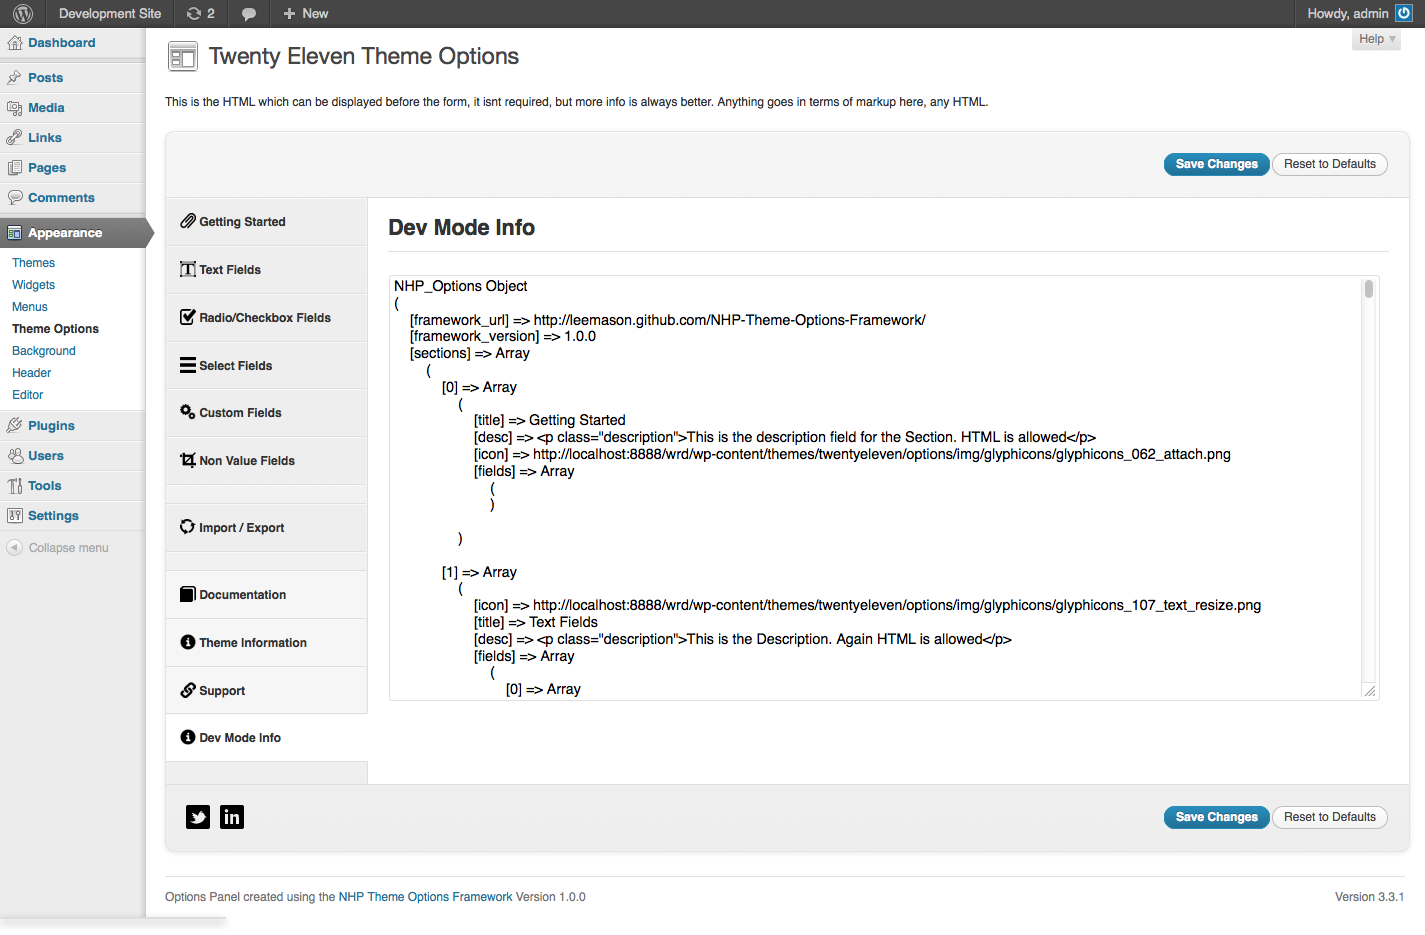 Development Site
2
New
Howdy, admin
Dashboard
Posts
Media
Links
Pages
Comments
Appearance
Themes
Widgets
Menus
Theme Options
Background
Header
Editor
Plugins
Users
Tools
Settings
Collapse menu
Help
Twenty Eleven Theme Options
This is the HTML which can be displayed before the form, it isnt required, but more info is always better. Anything goes in terms of markup here, any HTML.
Save Changes
Reset to Defaults
Getting Started
Text Fields
Radio/Checkbox Fields
Select Fields
Custom Fields
Non Value Fields
Import / Export
Documentation
Theme Information
Support
Dev Mode Info
Dev Mode Info
NHP_Options Object
(
[framework_url] => http://leemason.github.com/NHP-Theme-Options-Framework/
[framework_version] => 1.0.0
[sections] => Array
(
[0] => Array
(
[title] => Getting Started
[desc] => <p class="description">This is the description field for the Section. HTML is allowed</p>
[icon] => http://localhost:8888/wrd/wp-content/themes/twentyeleven/options/img/glyphicons/glyphicons_062_attach.png
[fields] => Array
(
)
)
[1] => Array
(
[icon] => http://localhost:8888/wrd/wp-content/themes/twentyeleven/options/img/glyphicons/glyphicons_107_text_resize.png
[title] => Text Fields
[desc] => <p class="description">This is the Description. Again HTML is allowed</p>
[fields] => Array
(
[0] => Array
in
Save Changes
Reset to Defaults
Options Panel created using the NHP Theme Options Framework Version 1.0.0
Version 3.3.1